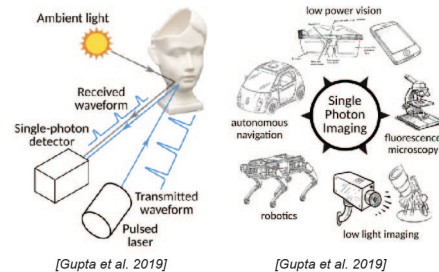 Ambient light
Received
waveform
Single-photon
detector
Transmitted
waveform
Pulsed
laser
[Gupta et al. 2019]
low power vision
autonomous
navigation
Single
Photon
Imaging
fluorescence
microscopy
robotics
low light imaging
[Gupta et al. 2019]